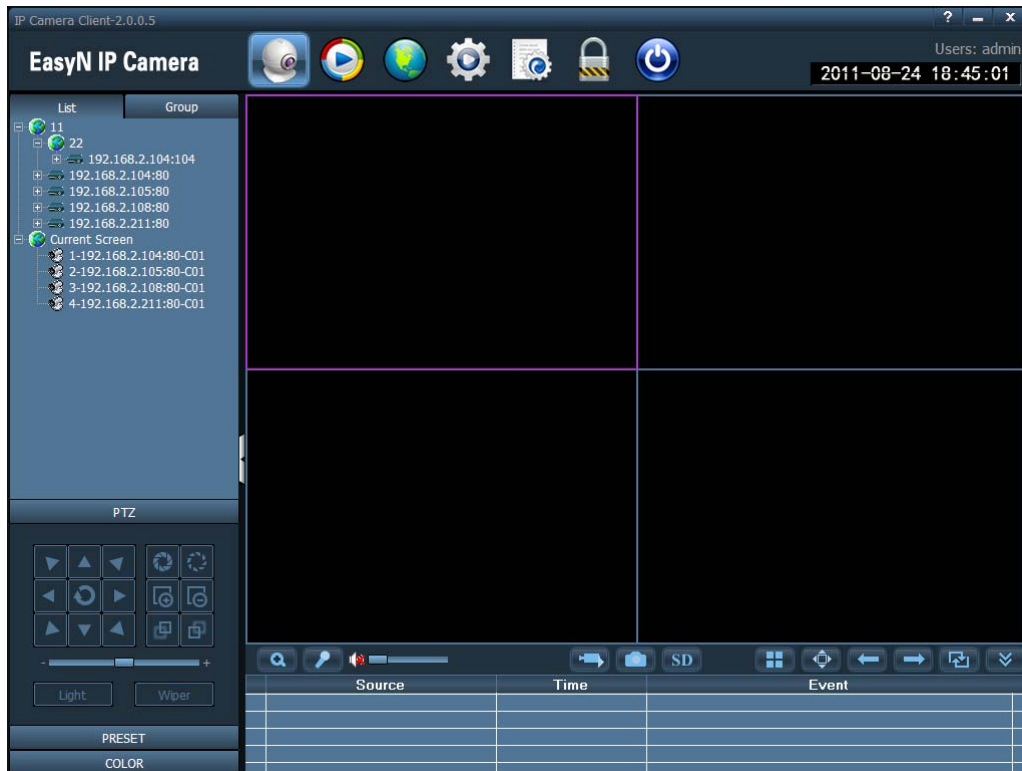 IP Camera Client-2.0.0.5
? – X
EasyN IP Camera
Users: admin
2011-08-24 18:45:01
List Group
11
22
192.168.2.104:104
192.168.2.104:80
192.168.2.105:80
192.168.2.108:80
192.168.2.211:80
Current Screen
1-192.168.2.104:80-C01
2-192.168.2.105:80-C01
3-192.168.2.108:80-C01
4-192.168.2.211:80-C01
PTZ
- +
Light Wiper
PRESET
COLOR
SD
Source Time Event